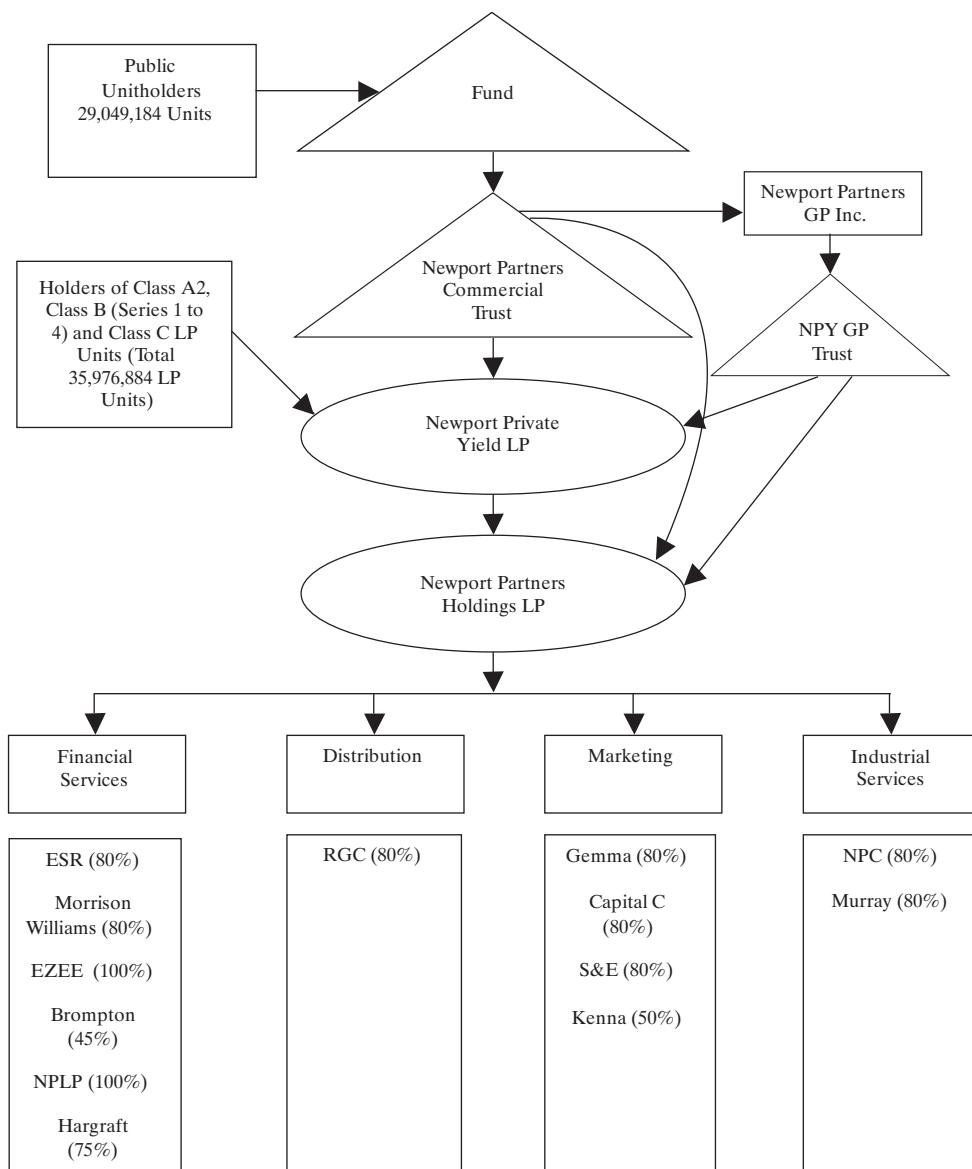 Public
Unitholders
29,049,184 Units
Fund
Newport Partners
GP Inc.
Newport Partners
Commercial
Trust
Holders of Class A2,
Class B (Series 1 to
4) and Class C LP
Units (Total
35,976,884 LP
Units)
NPY GP
Trust
Newport Private
Yield LP
Newport Partners
Holdings LP
Financial
Services
Distribution
Marketing
Industrial
Services
ESR (80%)
Morrison
Williams (80%)
EZEE (100%)
Brompton
(45%)
NPLP (100%)
Hargraft
(75%)
RGC (80%)
Gemma (80%)
Capital C
(80%)
S&E (80%)
Kenna (50%)
NPC (80%)
Murray (80%)